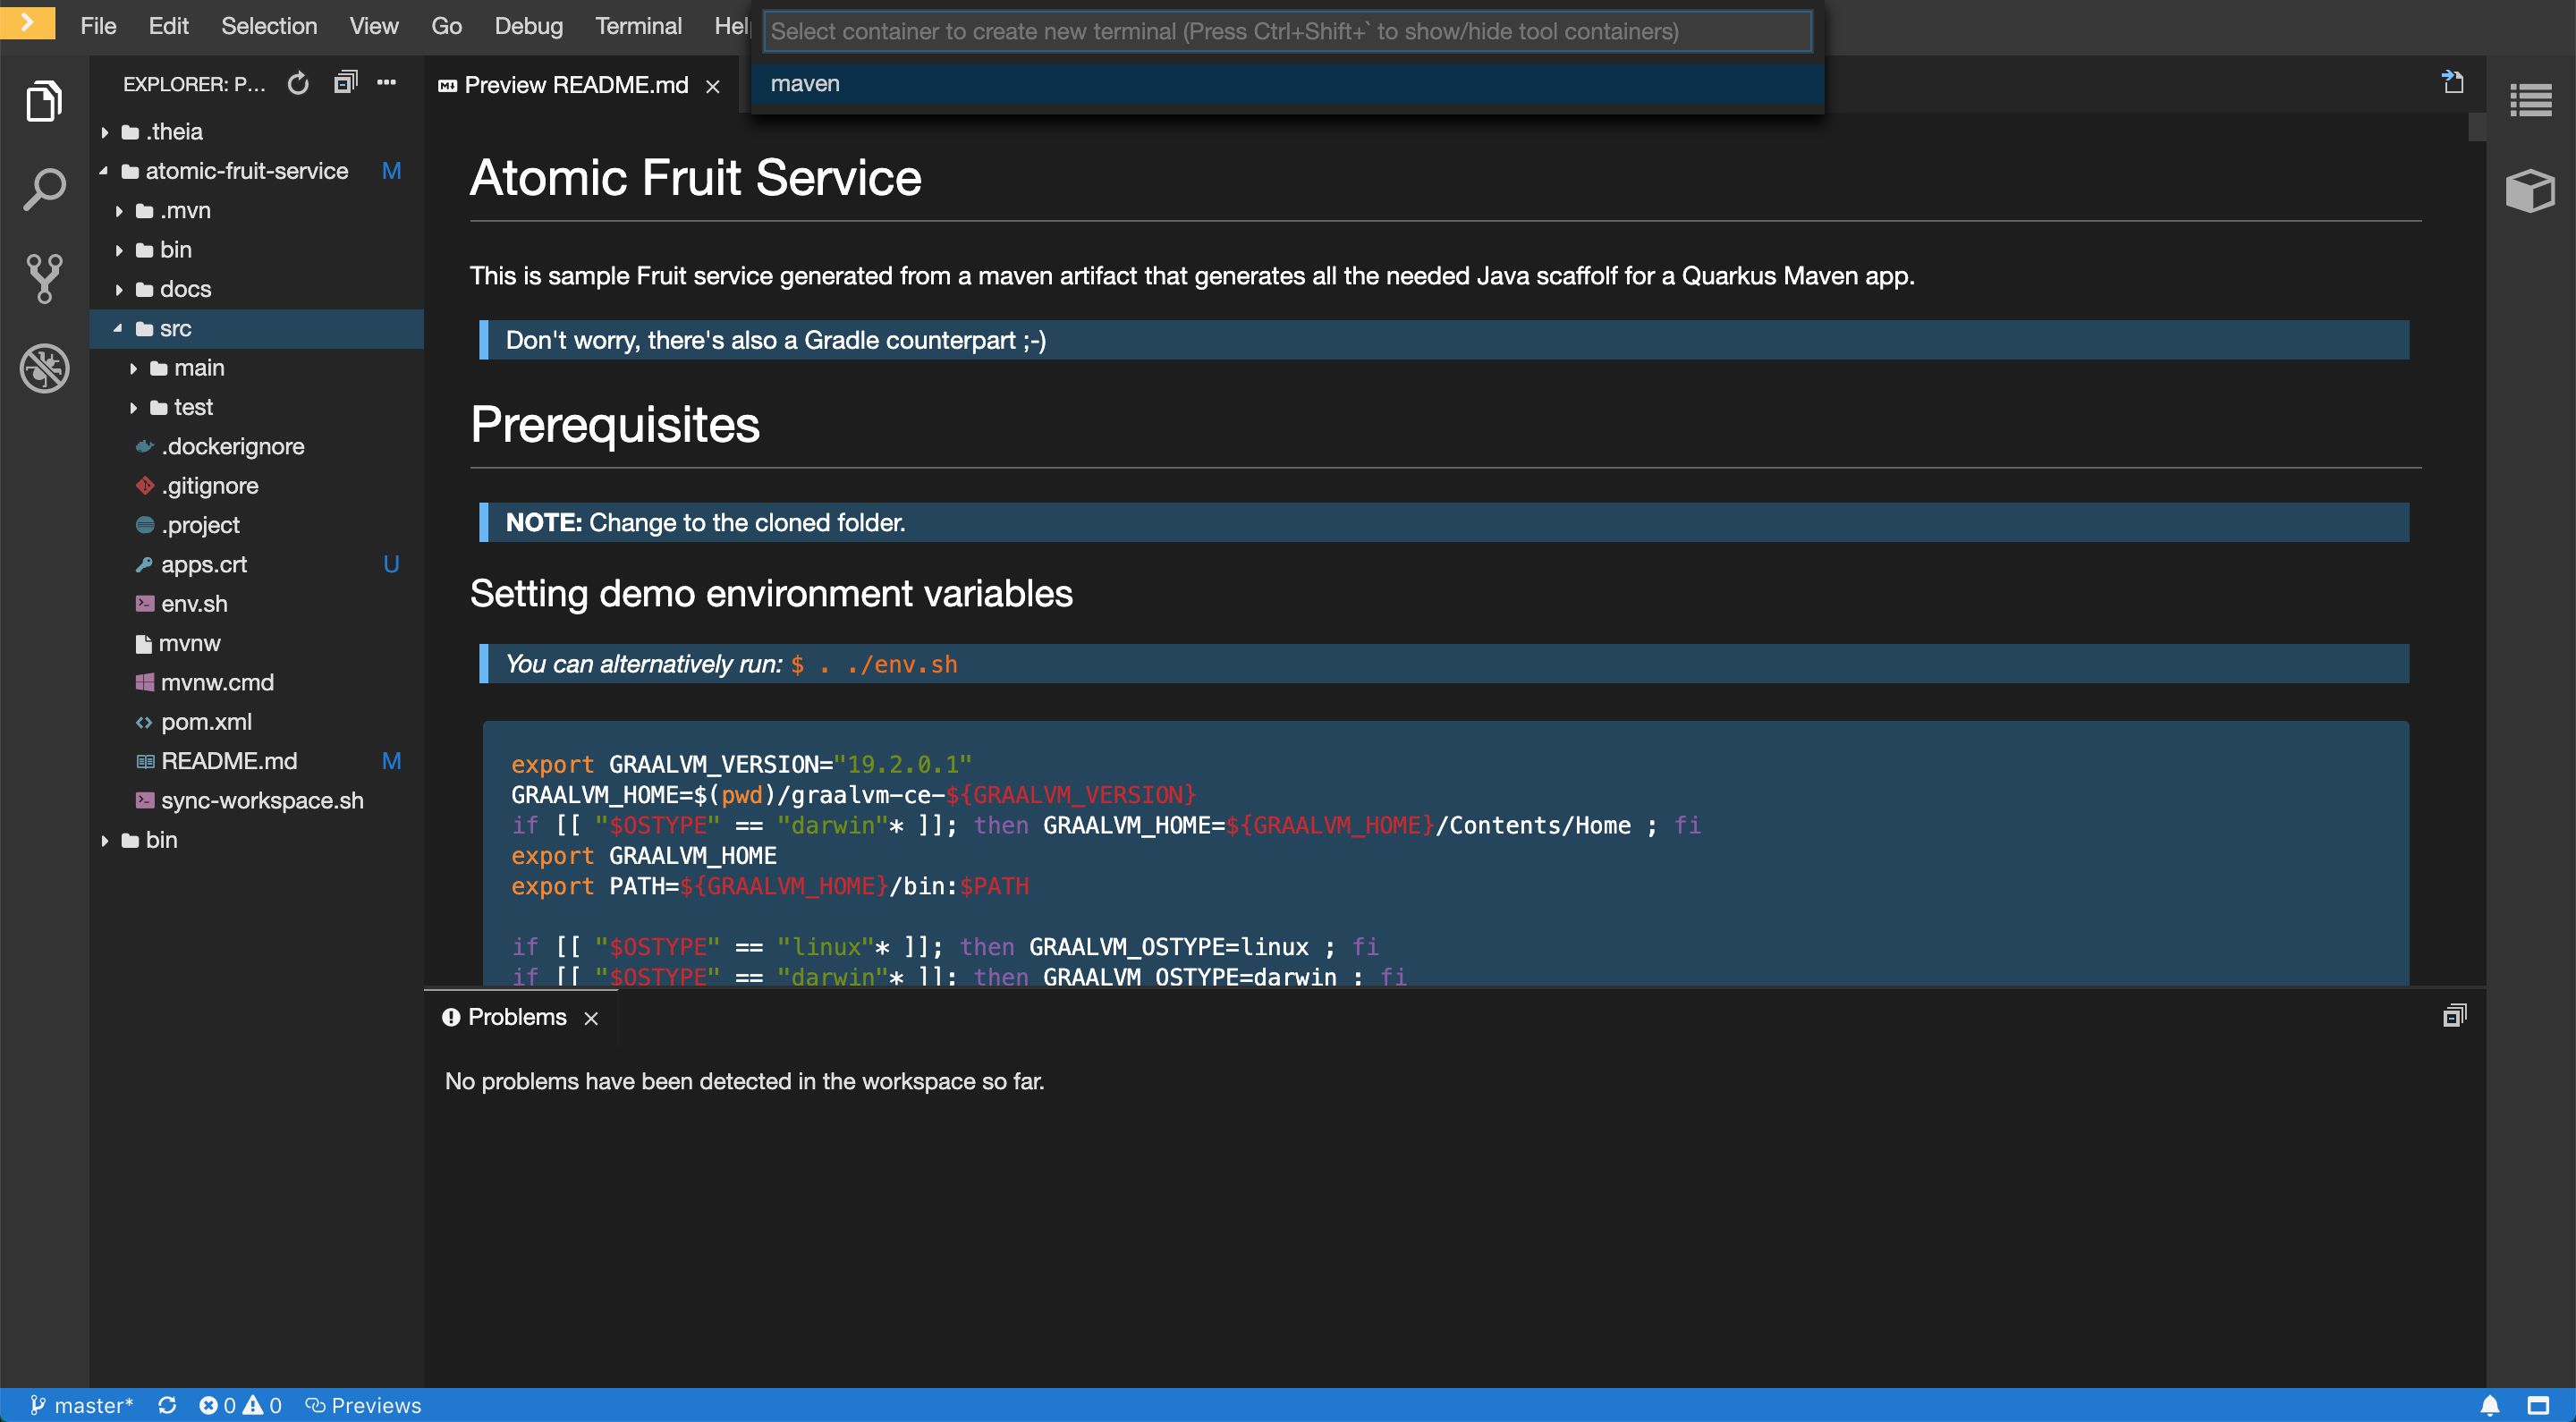 File Edit Selection View Go Debug Terminal Hel
Select container to create new terminal (Press Ctrl+Shift+` to show/hide tool containers)
maven
EXPLORER: P...
Preview README.md
.theia
atomic-fruit-service M
.mvn
bin
docs
src
main
test
.dockerignore
.gitignore
.project
apps.crt U
env.sh
mvnw
mvnw.cmd
pom.xml
README.md M
sync-workspace.sh
bin
Atomic Fruit Service
This is sample Fruit service generated from a maven artifact that generates all the needed Java scaffolf for a Quarkus Maven app.
Don't worry, there's also a Gradle counterpart ;-)
Prerequisites
NOTE: Change to the cloned folder.
Setting demo environment variables
You can alternatively run: $ . ./env.sh
export GRAALVM_VERSION="19.2.0.1"
GRAALVM_HOME=$(pwd)/graalvm-ce-${GRAALVM_VERSION}
if [[ "$OSTYPE" == "darwin"* ]]; then GRAALVM_HOME=${GRAALVM_HOME}/Contents/Home ; fi
export GRAALVM_HOME
export PATH=${GRAALVM_HOME}/bin:$PATH
if [[ "$OSTYPE" == "linux"* ]]; then GRAALVM_OSTYPE=linux ; fi
if [[ "$OSTYPE" == "darwin"* ]]; then GRAALVM_OSTYPE=darwin ; fi
Problems
No problems have been detected in the workspace so far.
master* 0 0 Previews